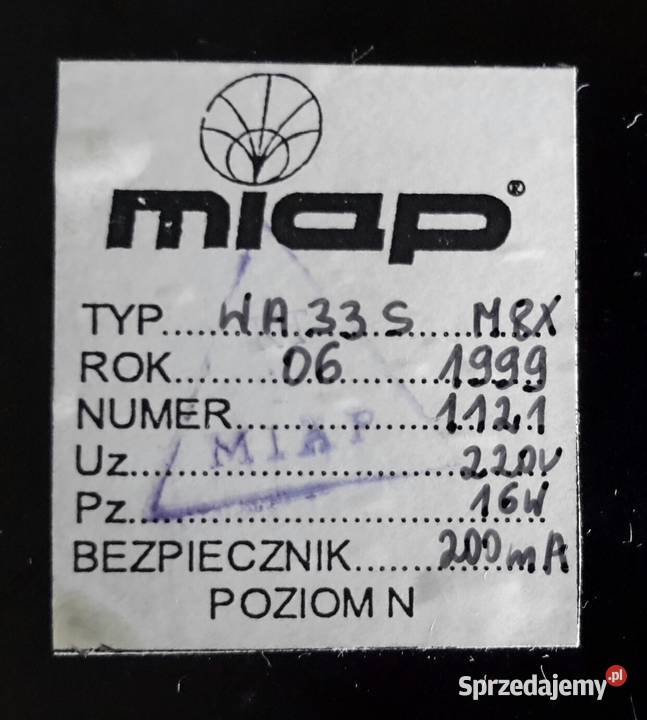 miap®
TYP......WA 33 S......M8X
ROK..........06..........1999
NUMER....................1121
MIAP
Uz..............................220V
Pz..............................16W
BEZPIECZNIK............200mA
POZIOM N
Sprzedajemy.pl